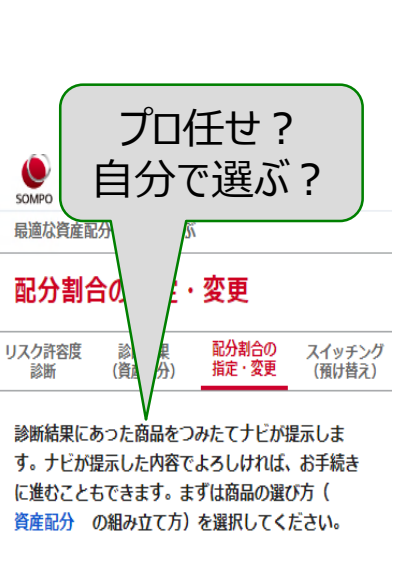 プロ任せ？
自分で選ぶ？
SOMPO
最適な資産配分
配分割合の ・変更
リスク許容度
診断
（資 分）
配分割合の
指定・変更
スイッチング
（預け替え）
診断結果にあった商品をつみたてナビが提示しま
す。ナビが提示した内容でよろしければ、お手続き
に進むこともできます。まずは商品の選び方（
資産配分 の組み立て方）を選択してください。